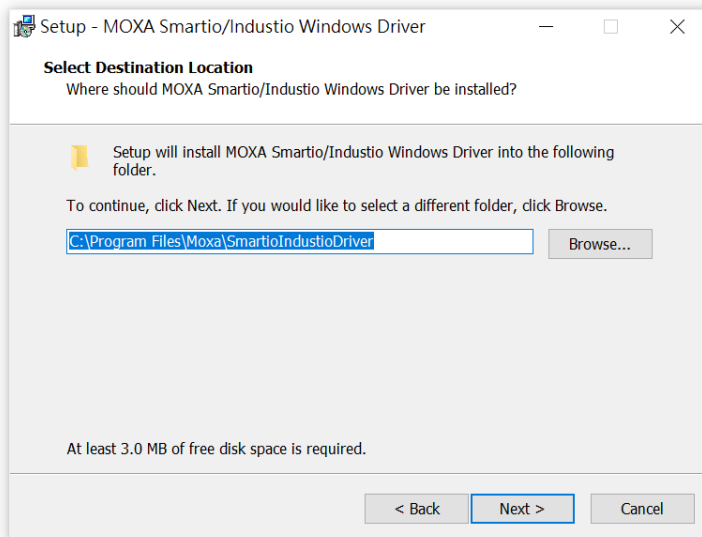 Setup - MOXA Smartio/Industio Windows Driver
Select Destination Location
Where should MOXA Smartio/Industio Windows Driver be installed?
Setup will install MOXA Smartio/Industio Windows Driver into the following
folder.
To continue, click Next. If you would like to select a different folder, click Browse.
C:\Program Files\Moxa\SmartioIndustioDriver
Browse...
At least 3.0 MB of free disk space is required.
< Back
Next >
Cancel